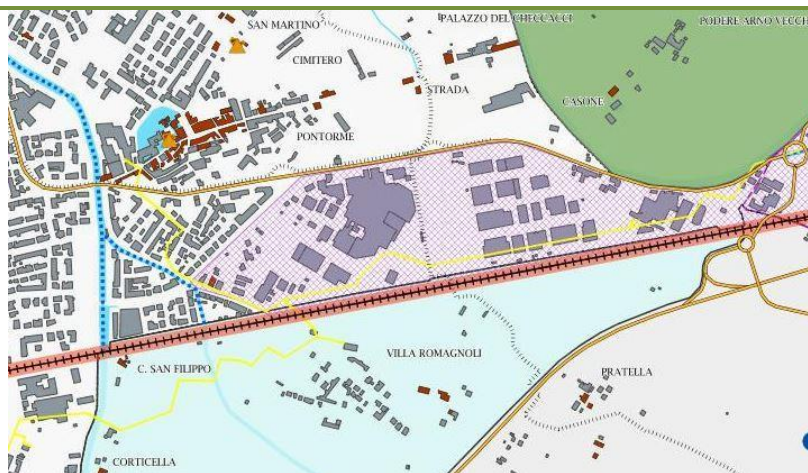 SAN MARTINO
PALAZZO DEL CHECCACCI
PODERE ARNO VECCH
CIMITERO
STRADA
CASONE
PONTORME
VILLA ROMAGNOLI
C. SAN FILIPPO
PRATELLA
CORTICELLA